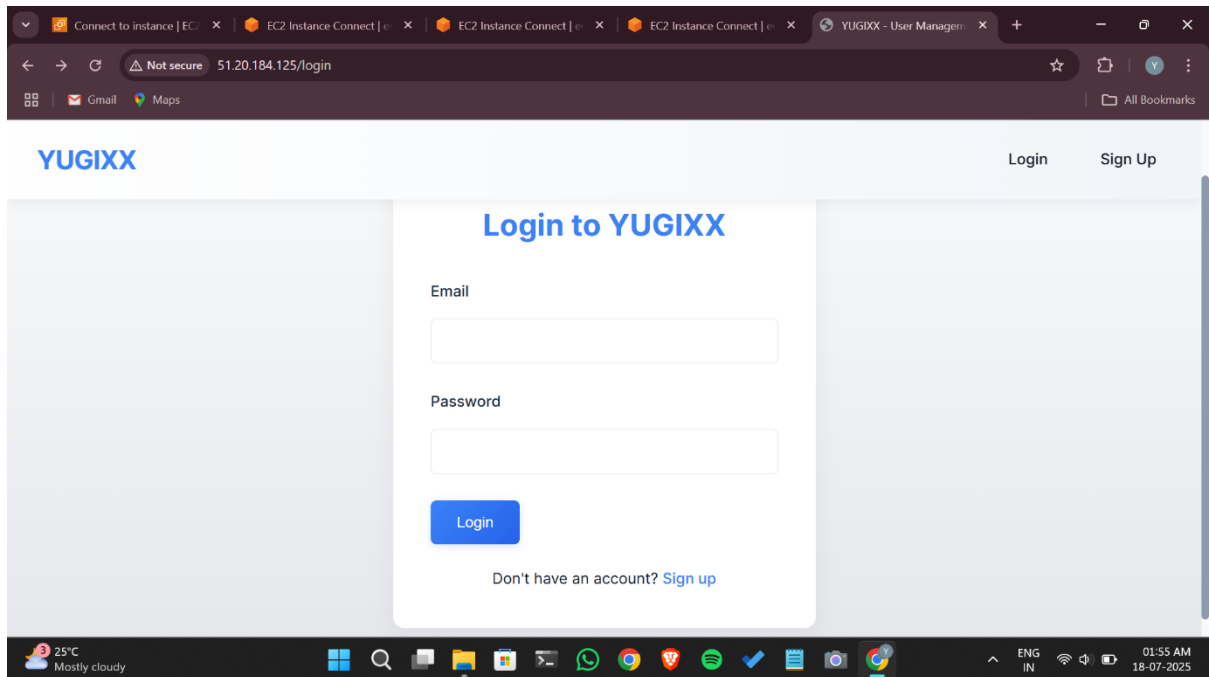 Connect to instance | EC2
EC2 Instance Connect | e
EC2 Instance Connect | e
EC2 Instance Connect | e
YUGIXX - User Managem
Not secure 51.20.184.125/login
Y
Gmail Maps All Bookmarks
YUGIXX Login Sign Up
Login to YUGIXX
Email
Password
Login
Don't have an account? Sign up
3 25°C
Mostly cloudy
ENG
IN
01:55 AM
18-07-2025